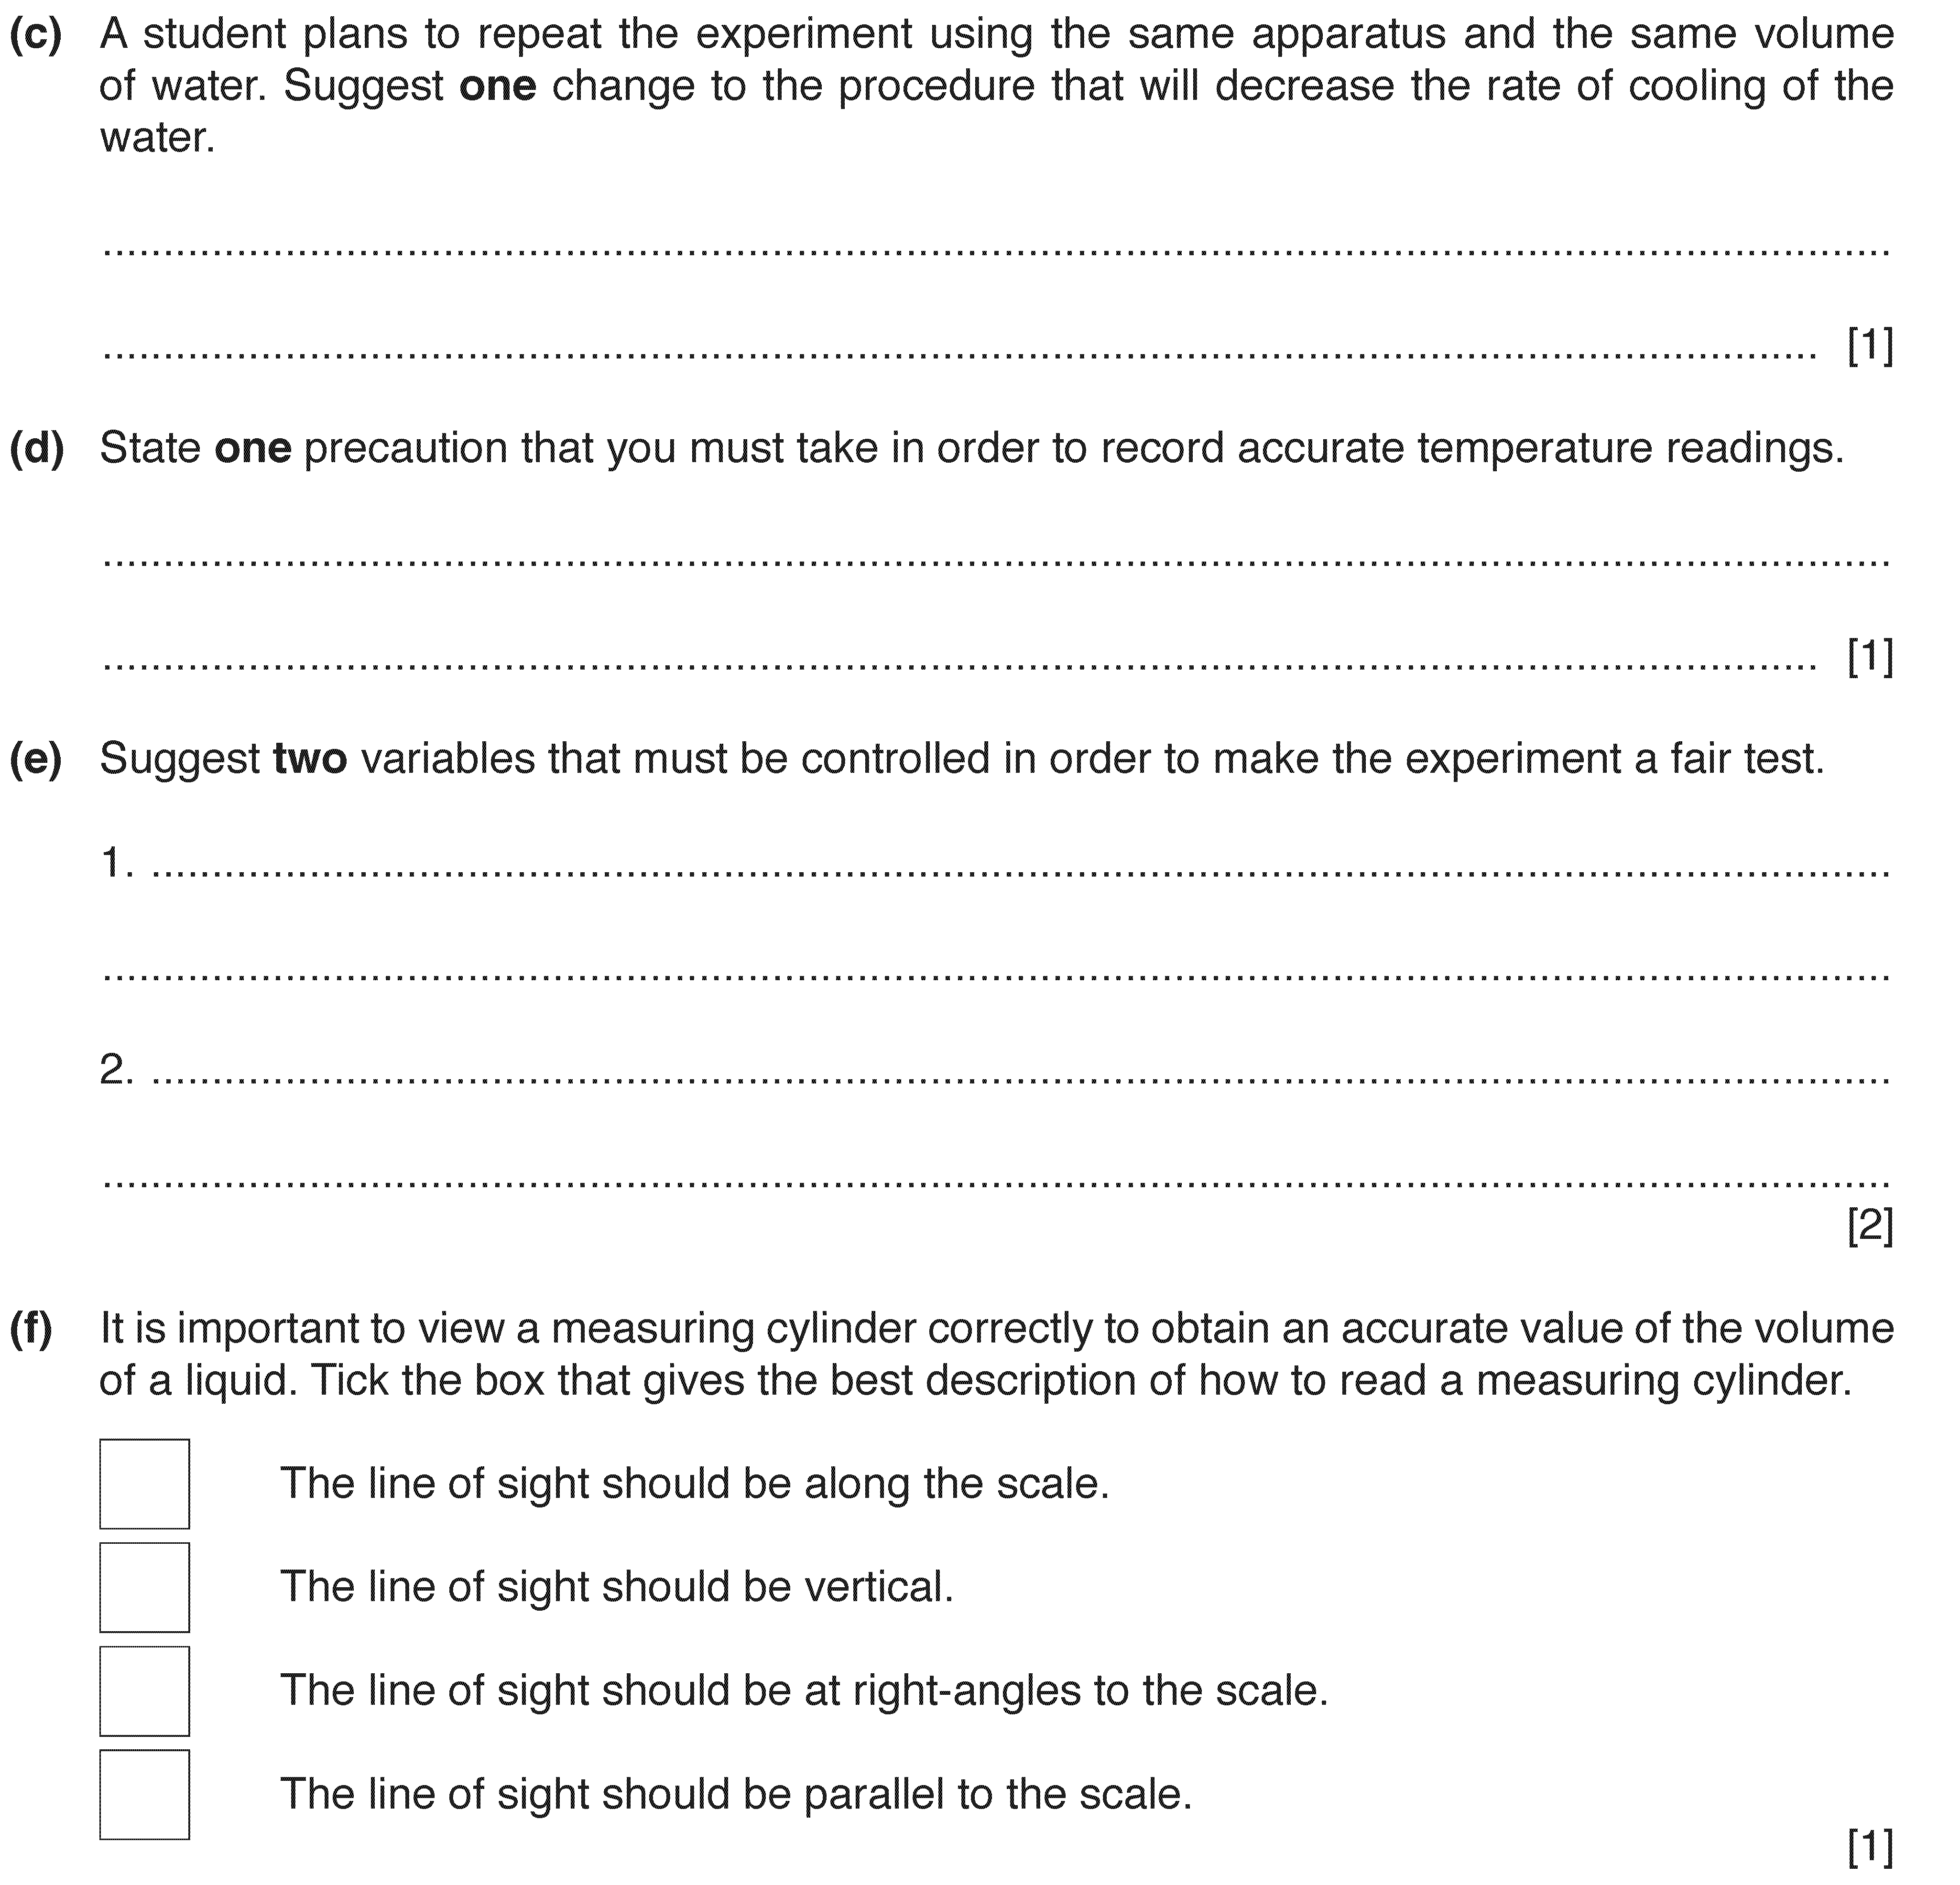 (c) A student plans to repeat the experiment using the same apparatus and the same volume
of water. Suggest one change to the procedure that will decrease the rate of cooling of the
water.
..........................................................................................................................................
.................................................................................................................................... [1]
(d) State one precaution that you must take in order to record accurate temperature readings.
..........................................................................................................................................
.................................................................................................................................... [1]
(e) Suggest two variables that must be controlled in order to make the experiment a fair test.
1. ......................................................................................................................................
..........................................................................................................................................
2. ......................................................................................................................................
..........................................................................................................................................
[2]
(f) It is important to view a measuring cylinder correctly to obtain an accurate value of the volume
of a liquid. Tick the box that gives the best description of how to read a measuring cylinder.
The line of sight should be along the scale.
The line of sight should be vertical.
The line of sight should be at right-angles to the scale.
The line of sight should be parallel to the scale.
[1]